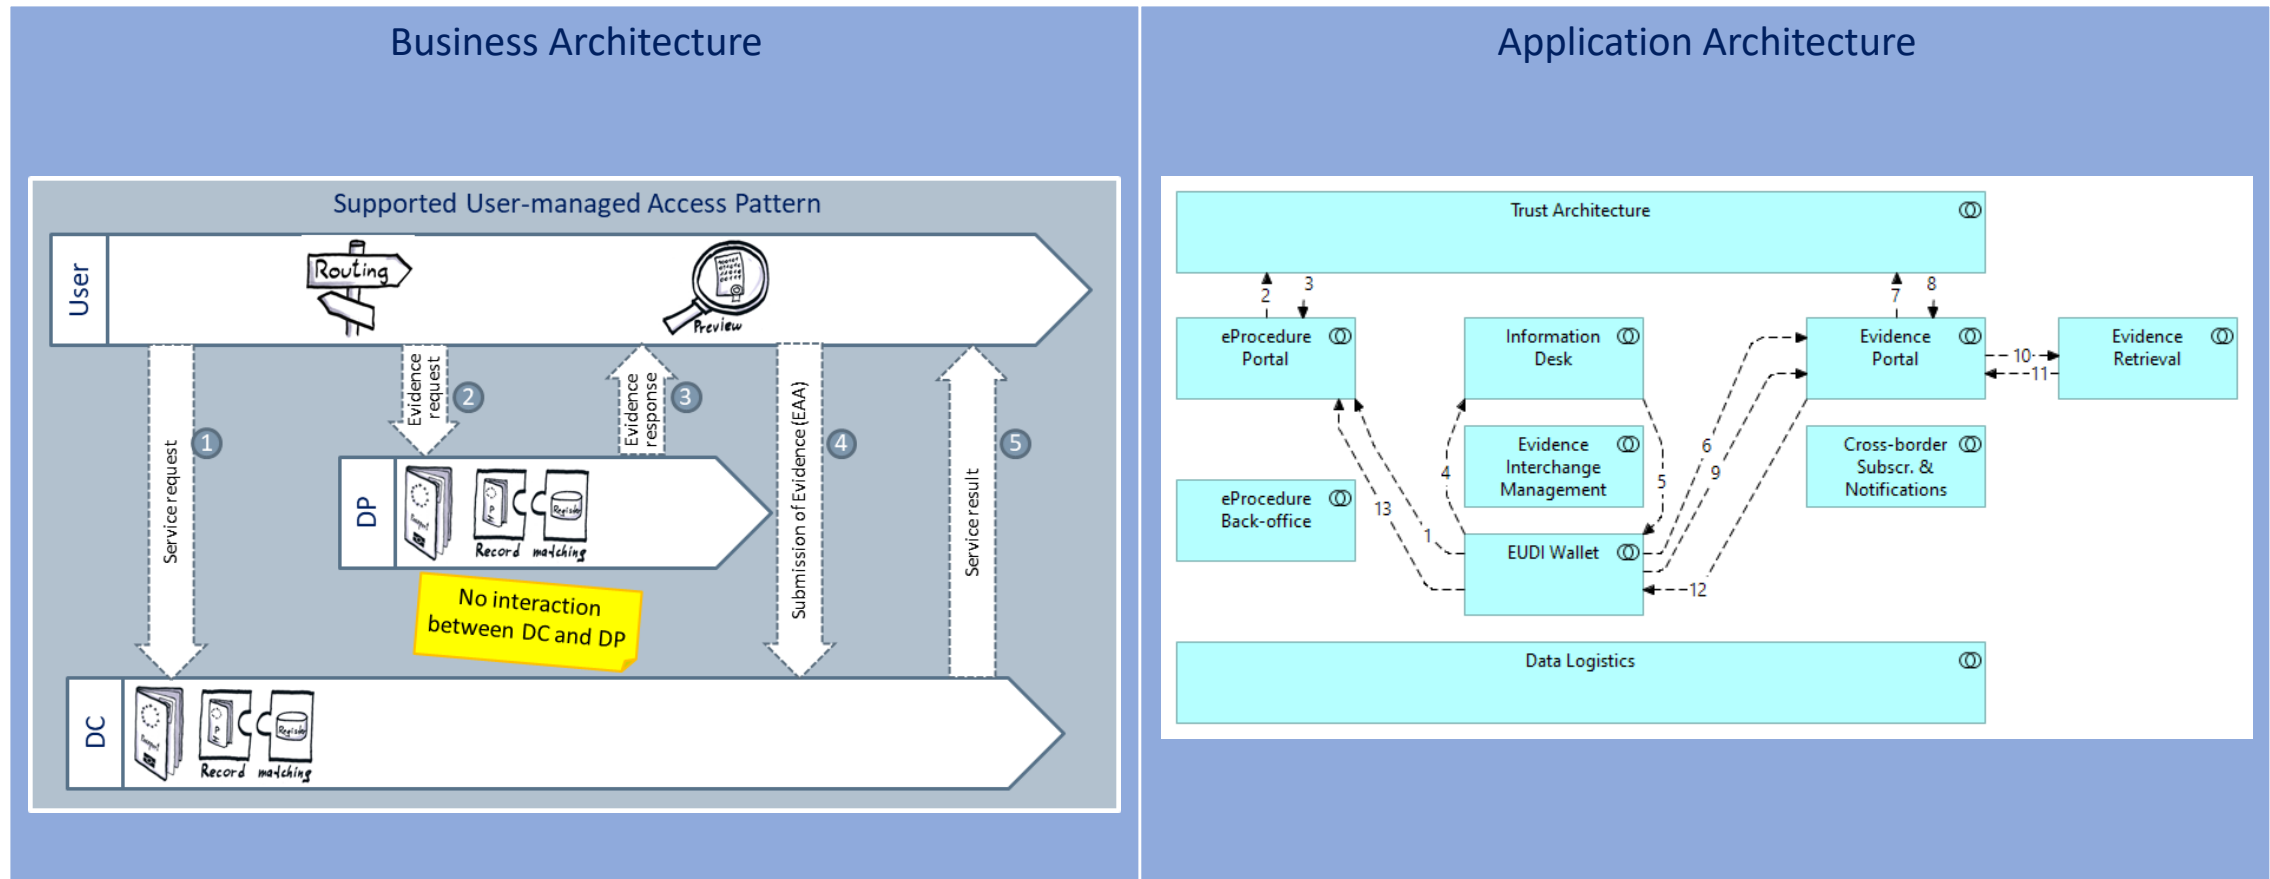 Business Architecture
Supported User-managed Access Pattern
User
Routing
Preview
Service request
1
Evidence
request
2
Evidence
response
3
Submission of Evidence (EAA)
4
Service result
5
DP
Passport
P
Register
Record matching
No interaction
between DC and DP
DC
Passport
P
Register
Record matching
Application Architecture
Trust Architecture
2
3
7
8
eProcedure
Portal
Information
Desk
Evidence
Portal
10
11
Evidence
Retrieval
Evidence
Interchange
Management
Cross-border
Subscr. &
Notifications
4
5
6
9
13
1
eProcedure
Back-office
EUDI Wallet
12
Data Logistics